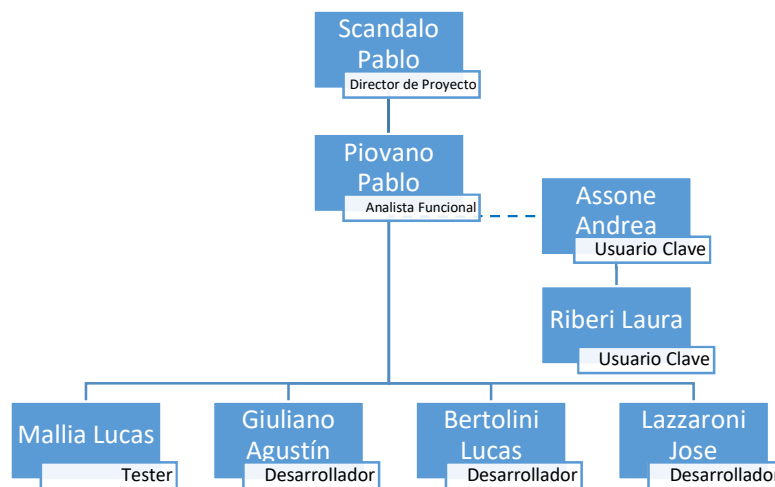 Scandalo
Pablo
Director de Proyecto
Piovano
Pablo
Analista Funcional
Assone
Andrea
Usuario Clave
Riberi Laura
Usuario Clave
Mallia Lucas
Tester
Giuliano
Agustín
Desarrollador
Bertolini
Lucas
Desarrollador
Lazzaroni
Jose
Desarrollador